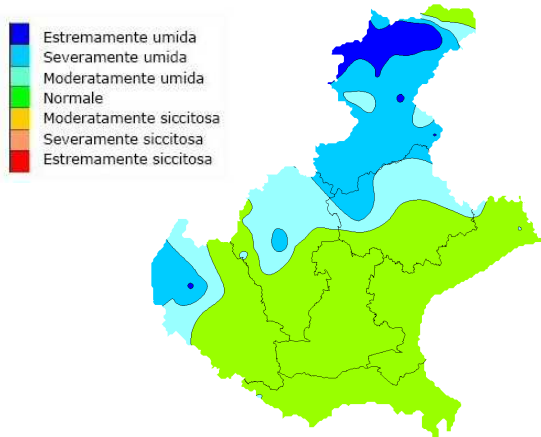 Estremamente umida
Severamente umida
Moderatamente umida
Normale
Moderatamente siccitosa
Severamente siccitosa
Estremamente siccitosa